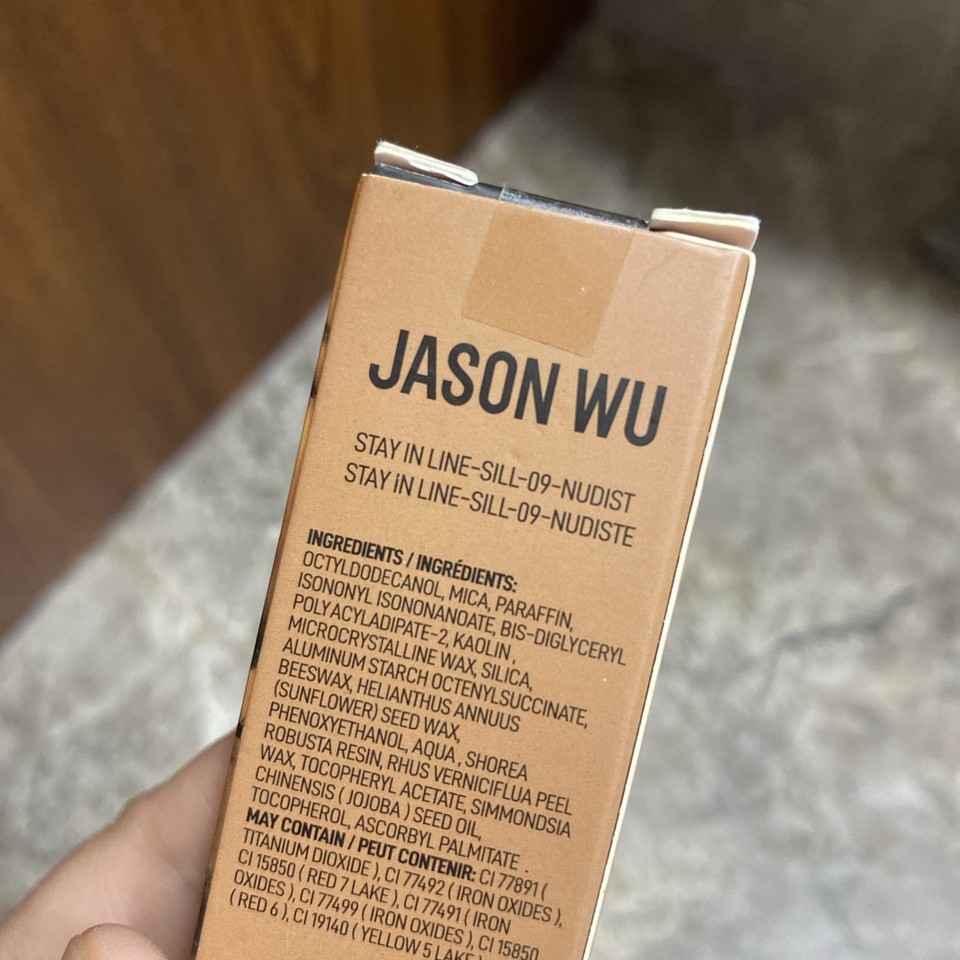 JASON WU
STAY IN LINE-SILL-09-NUDIST
STAY iN LINE-SILL-09-NUDISTE
INGREDIENTS / INGRÉDIENTS:
OCTYLDODECANOL, MICA, PARAFFIN,
ISONONYL ISONONANOATE, BIS-DIGLYCERYL
POLYACYLADIPATE-2, KAOLIN ,
MICROCRYSTALLINE WAX, SILICA,
ALUMINUM STARCH OCTENYLSUCCINATE,
BEESWAX, HELIANTHUS ANNUUS
(SUNFLOWER) SEED WAX,
PHENOXYETHANOL, AQUA , SHOREA
ROBUSTA RESIN, RHUS VERNICIFLUA PEEL
WAX, TOCOPHERYL ACETATE, SIMMONDSIA
CHINENSIS ( JOJOBA ) SEED OIL,
TOCOPHEROL, ASCORBYL PALMITATE .
MAY CONTAIN / PEUT CONTENIR: CI 77891 (
TITANIUM DIOXIDE ), CI 77492 ( IRON OXIDES ),
CI 15850 ( RED 7 LAKE ), CI 77491 ( IRON
OXIDES ), CI 77499 ( IRON OXIDES ), CI 15850
( RED 6 ), CI 19140 ( YELLOW 5 LAKE )